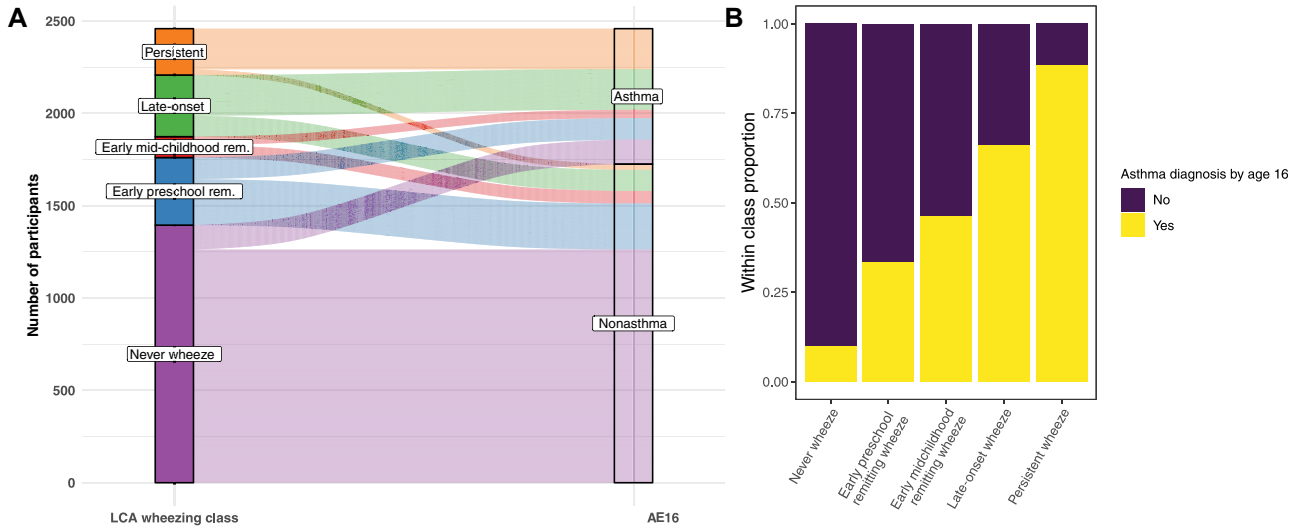 A
2500
2000
1500
1000
500
0
Number of participants
Persistent
Late-onset
Early mid-childhood rem.
Early preschool rem.
Never wheeze
Asthma
Nonasthma
LCA wheezing class
AE16
B
1.00
0.75
0.50
0.25
0.00
Within class proportion
Never wheeze
Early preschool
remitting wheeze
Early midchildhood
remitting wheeze
Late-onset wheeze
Persistent wheeze
Asthma diagnosis by age 16
No
Yes